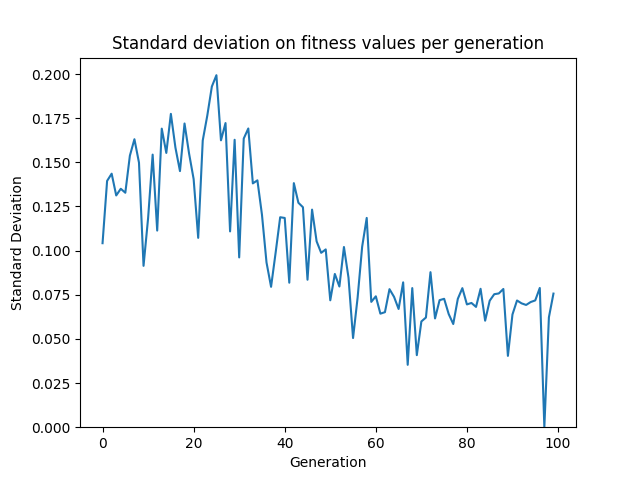 Standard deviation on fitness values per generation
0.200
0.175
0.150
0.125
0.100
0.075
0.050
0.025
0.000
Standard Deviation
0 20 40 60 80 100
Generation